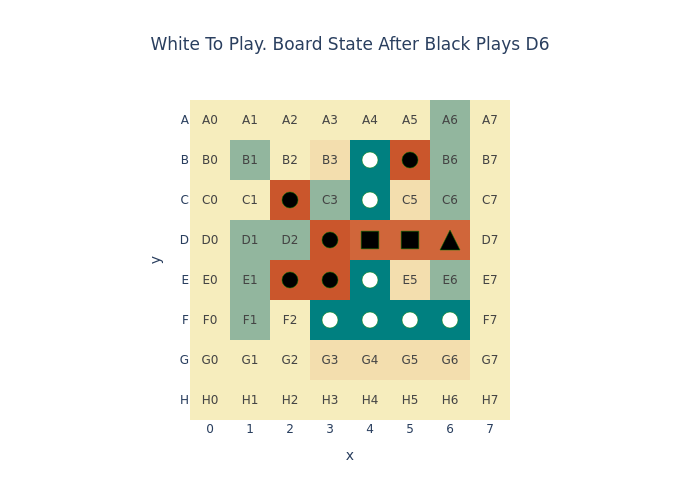 White To Play. Board State After Black Plays D6
A A0 A1 A2 A3 A4 A5 A6 A7
B B0 B1 B2 B3 B6 B7
C C0 C1 C3 C5 C6 C7
D D0 D1 D2 D7
E E0 E1 E5 E6 E7
F F0 F1 F2 F7
G G0 G1 G2 G3 G4 G5 G6 G7
H H0 H1 H2 H3 H4 H5 H6 H7
0 1 2 3 4 5 6 7
x
y